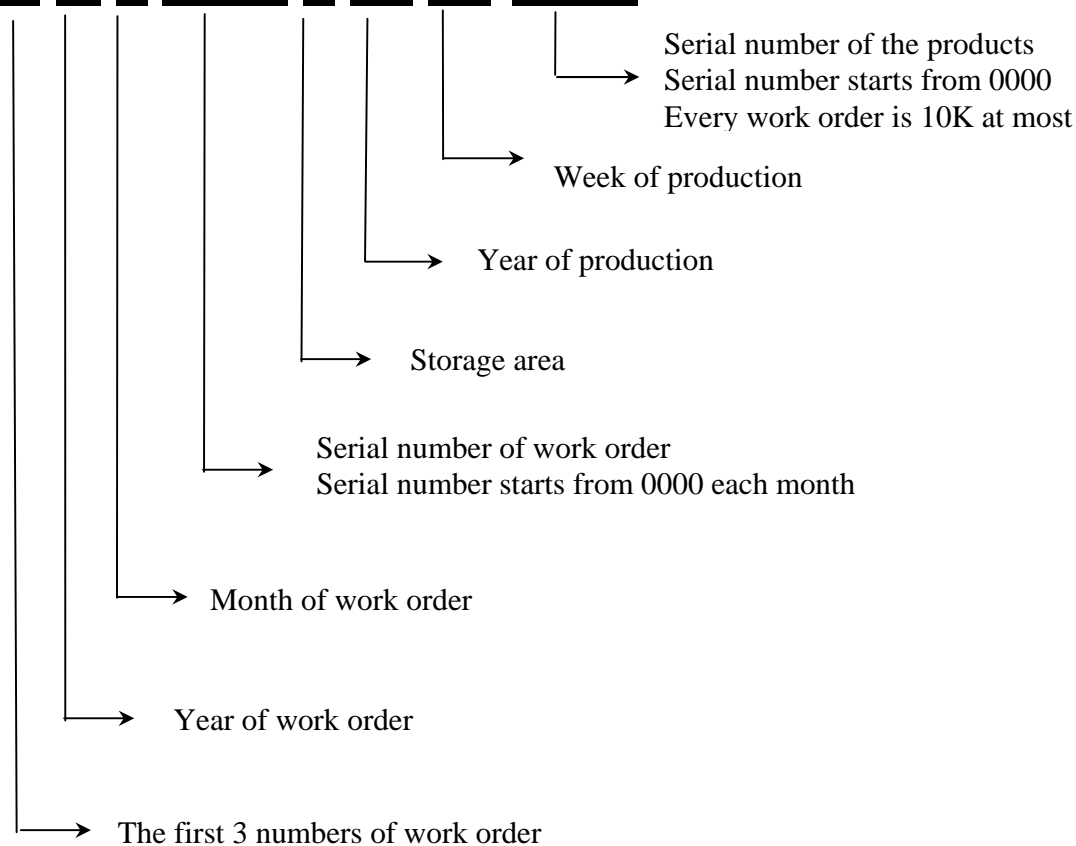 Serial number of the products
Serial number starts from 0000
Every work order is 10K at most
Week of production
Year of production
Storage area
Serial number of work order
Serial number starts from 0000 each month
Month of work order
Year of work order
The first 3 numbers of work order